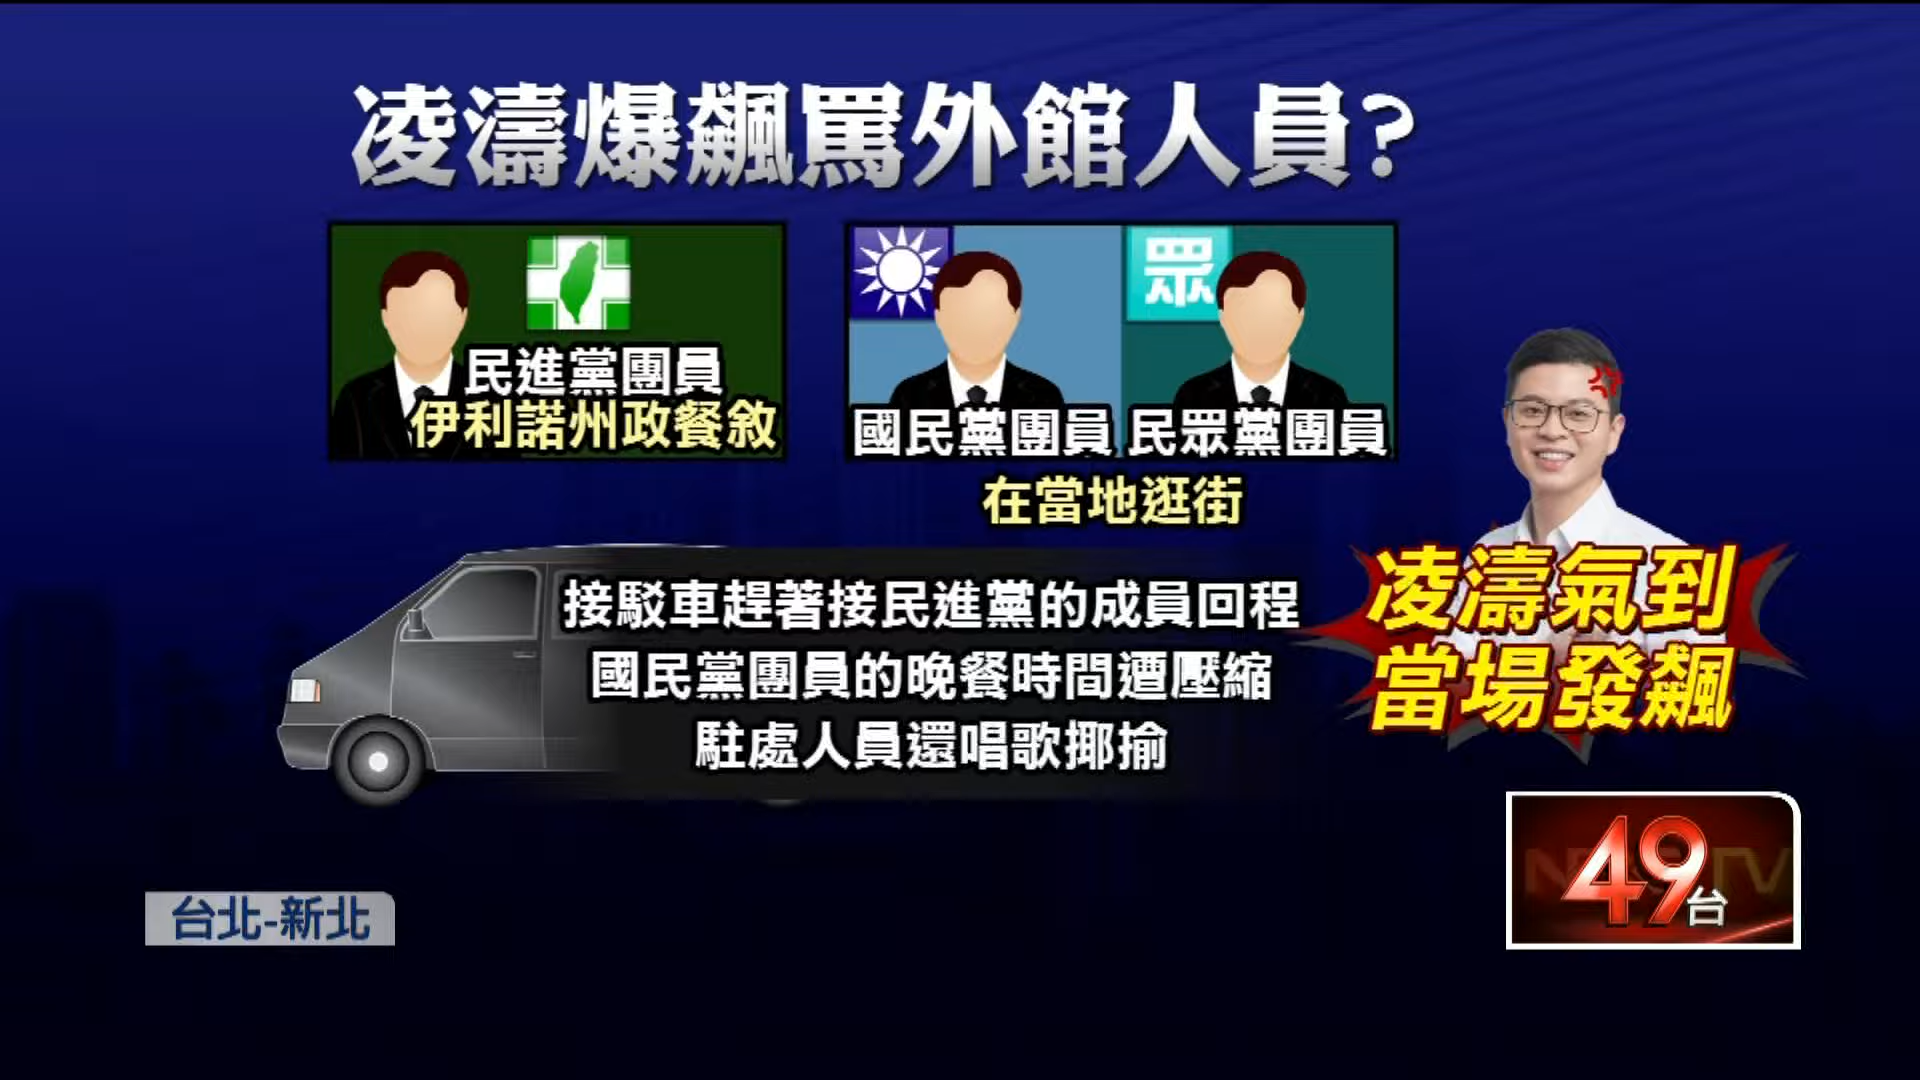 凌濤爆飆罵外館人員?
眾
民進黨團員
伊利諾州政餐敘
國民黨團員 民眾黨團員
在當地逛街
接駁車趕著接民進黨的成員回程
國民黨團員的晚餐時間遭壓縮
駐處人員還唱歌揶揄
凌濤氣到
當場發飆
49台
台北-新北